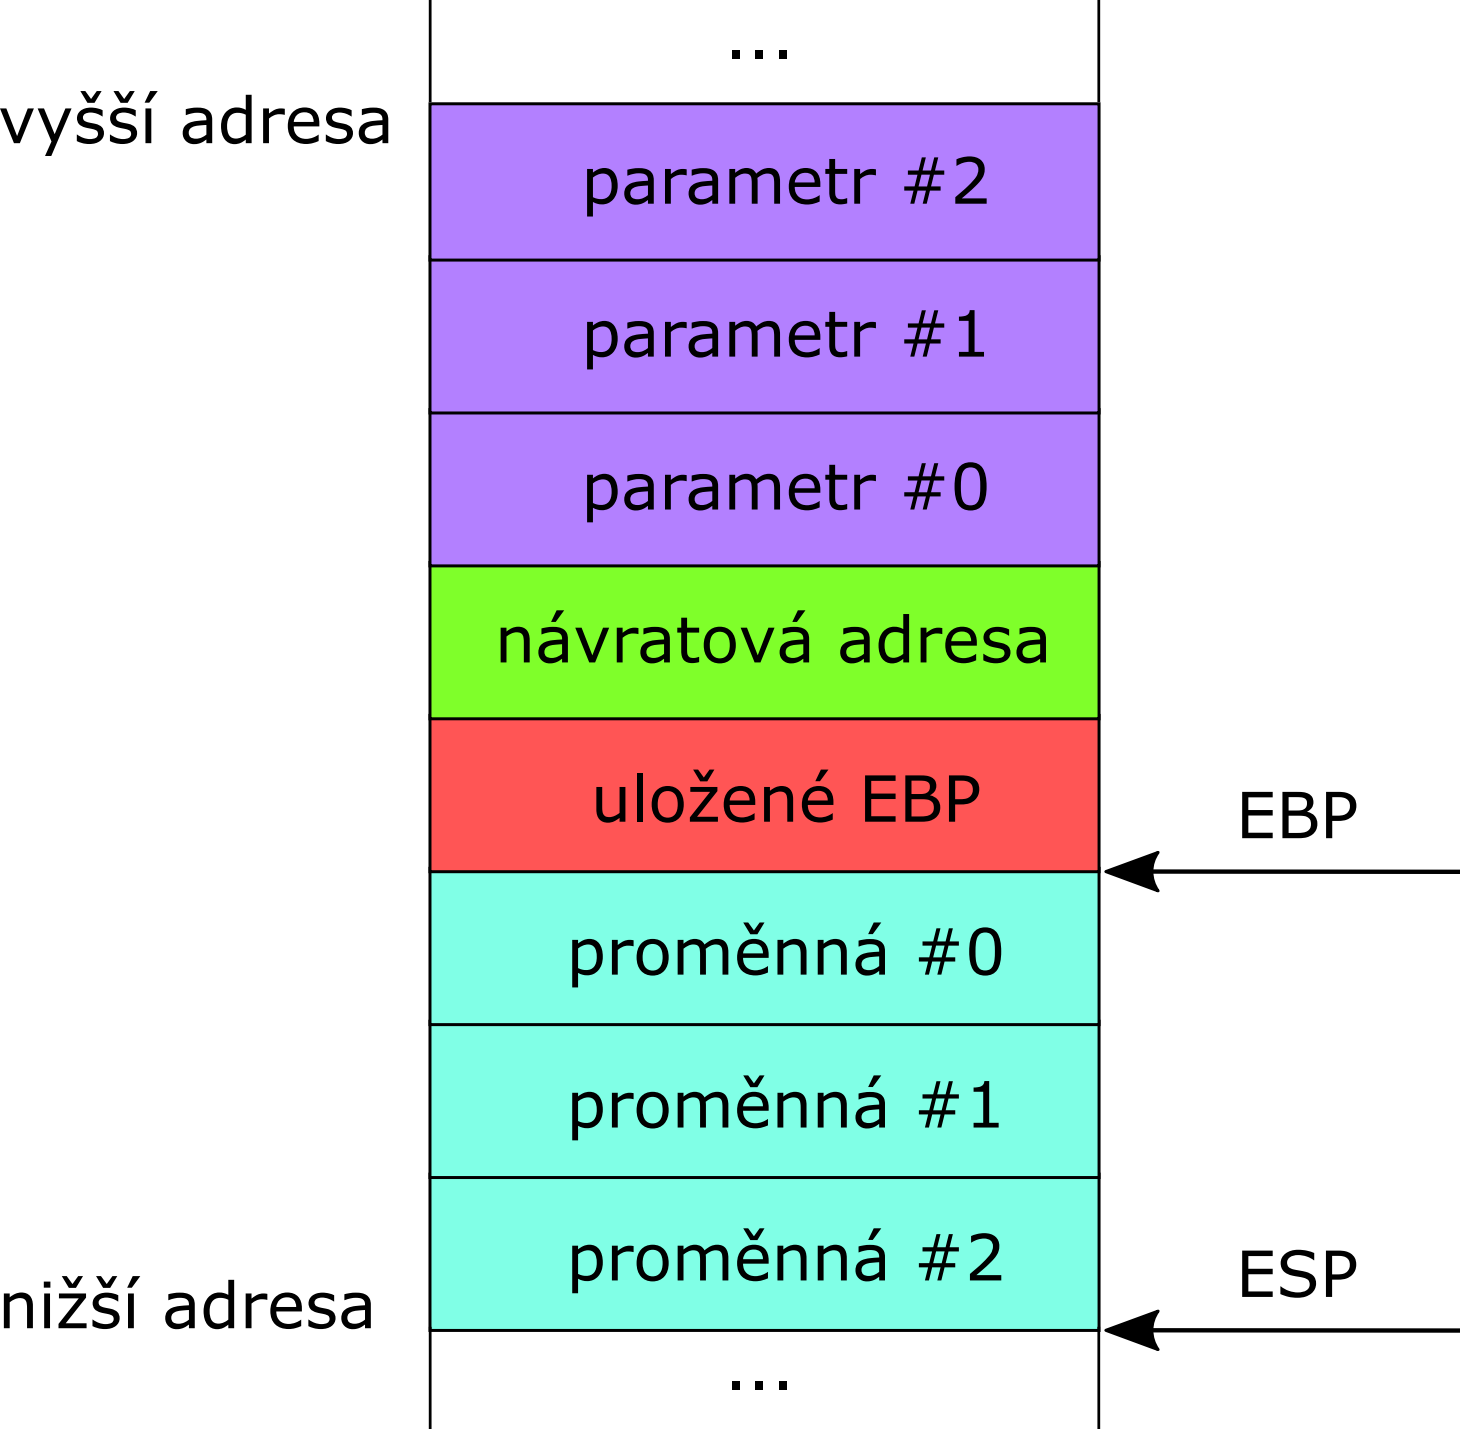 ...
vyšší adresa
parametr #2
parametr #1
parametr #0
návratová adresa
uložené EBP
EBP
proměnná #0
proměnná #1
proměnná #2
ESP
nižší adresa
...